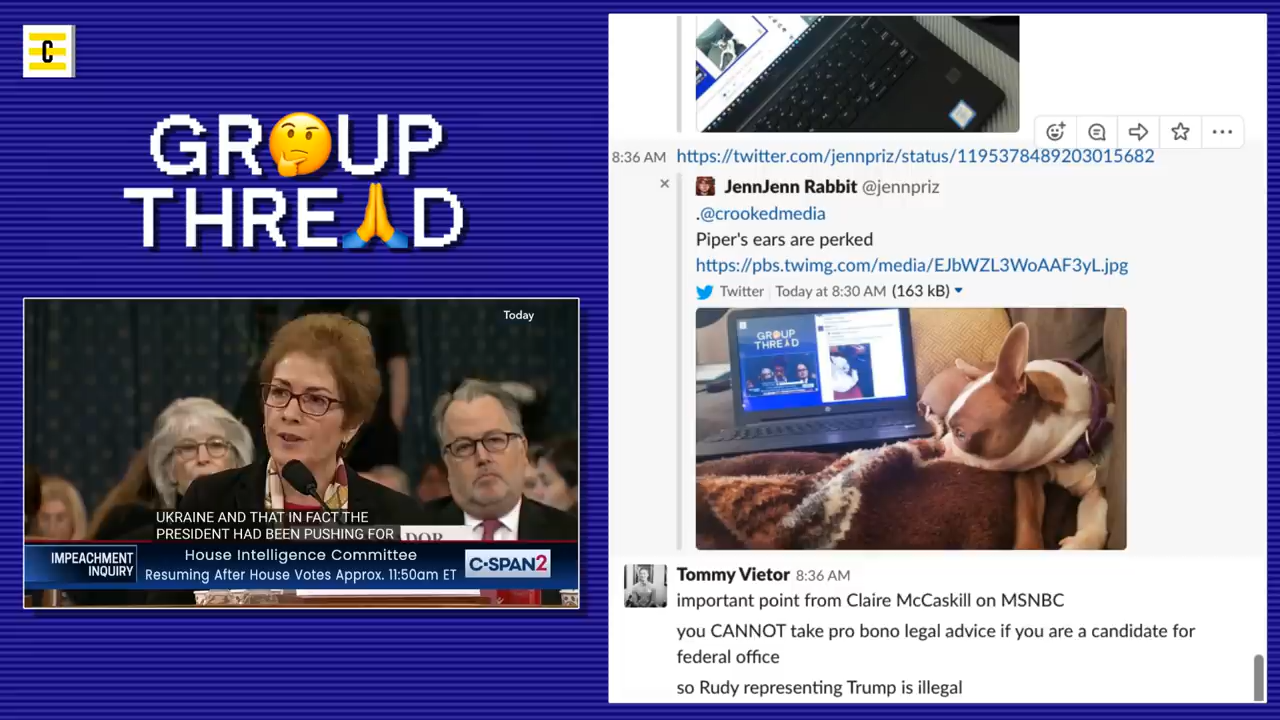 C
GR🤔UP
THRE🙏D
Today
UKRAINE AND THAT IN FACT THE
PRESIDENT HAD BEEN PUSHING FOR
IMPEACHMENT
INQUIRY
House Intelligence Committee
Resuming After House Votes Approx. 11:50am ET
C-SPAN2
8:36 AM
https://twitter.com/jennpriz/status/1195378489203015682
JennJenn Rabbit @jennpriz
.@crookedmedia
Piper's ears are perked
https://pbs.twimg.com/media/EJbWZL3WoAAF3yL.jpg
Twitter Today at 8:30 AM (163 kB)
GROUP
THREAD
Tommy Vietor 8:36 AM
important point from Claire McCaskill on MSNBC
you CANNOT take pro bono legal advice if you are a candidate for
federal office
so Rudy representing Trump is illegal